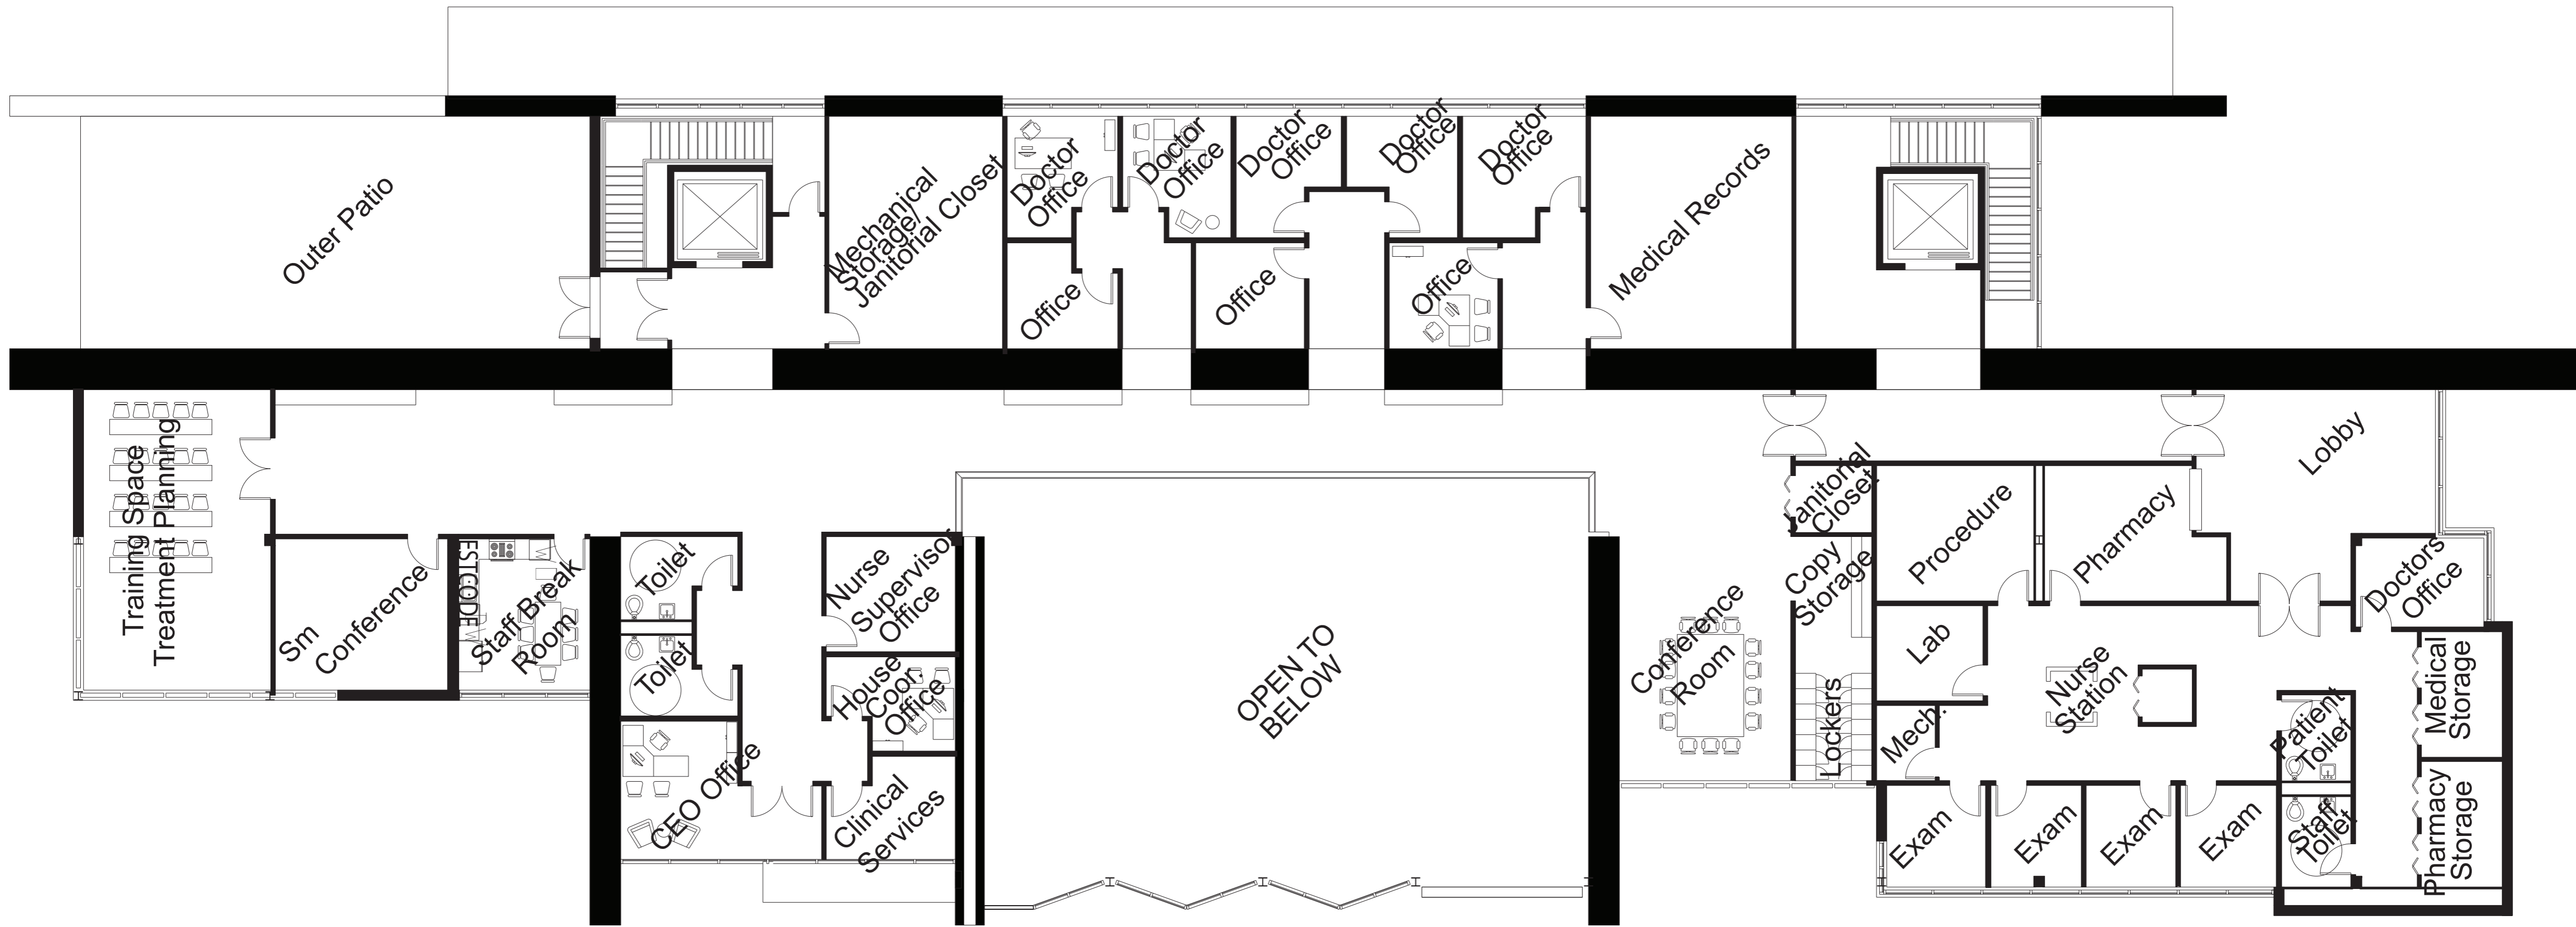 Outer Patio
Mechanical
Storage/
Janitorial Closet
Doctor
Office
Doctor
Office
Doctor
Office
Doctor
Office
Doctor
Office
Office
Office
Office
Medical Records
Training Space
Treatment Planning
Sm
Conference
Staff Break
Room
Toilet
Toilet
CEO Office
Nurse
Supervisor
Office
House
Coor.
Office
Clinical
Services
OPEN TO
BELOW
Conference
Room
Janitorial
Closet
Copy
Storage
Lockers
Procedure
Pharmacy
Lobby
Doctors
Office
Lab
Mech.
Nurse
Station
Patient
Toilet
Staff
Toilet
Medical
Storage
Pharmacy
Storage
Exam
Exam
Exam
Exam